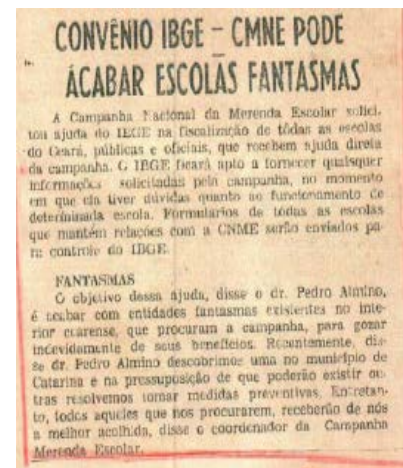 CONVÊNIO IBGE - CMNE PODE
ACABAR ESCOLAS FANTASMAS
A Campanha Nacional da Merenda Escolar solici-
tou ajuda do IBGE na fiscalização de tôdas as escolas
do Ceará, públicas e oficiais, que recebem ajuda direta
da campanha. O IBGE ficará apto a fornecer quaisquer
informações solicitadas pela campanha, no momento
em que ela tiver dúvidas quanto ao funcionamento de
determinada escola. Formulários de tôdas as escolas
que mantém relações com a CNME serão enviados pa-
ra contrôle do IBGE.
FANTASMAS
O objetivo dessa ajuda, disse o dr. Pedro Almino,
é acabar com entidades fantasmas existentes no inte-
rior cearense, que procuram a campanha, para gozar
indevidamente de seus benefícios. Recentemente, dis-
se dr. Pedro Almino descobrimos uma no município de
Catarina e na pressuposição de que poderão existir ou-
tras resolvemos tomar medidas preventivas. Entretan-
to, todos aqueles que nos procurarem, receberão de nós
a melhor acolhida, disse o coordenador da Campanha
Merenda Escolar.